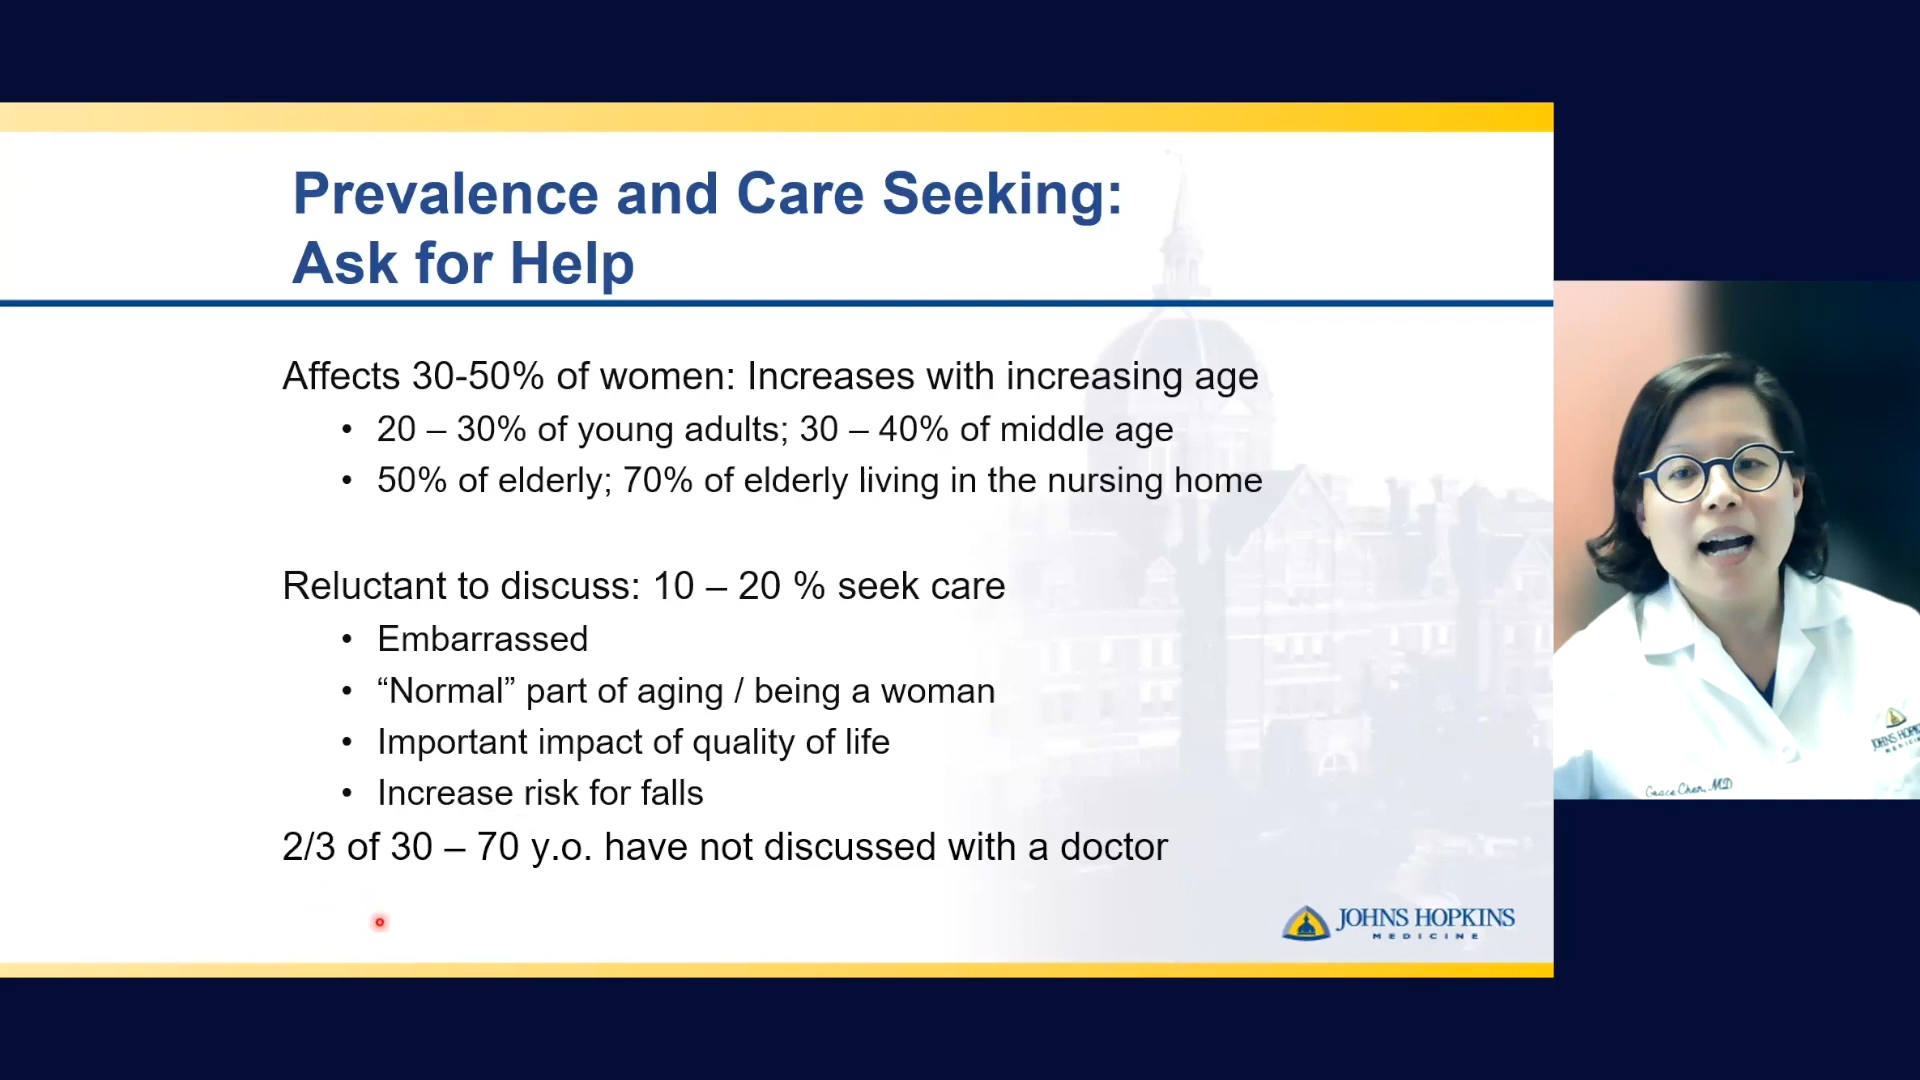 Prevalence and Care Seeking:
Ask for Help
Affects 30-50% of women: Increases with increasing age
• 20 – 30% of young adults; 30 – 40% of middle age
• 50% of elderly; 70% of elderly living in the nursing home
Reluctant to discuss: 10 – 20 % seek care
• Embarrassed
• “Normal” part of aging / being a woman
• Important impact of quality of life
• Increase risk for falls
2/3 of 30 – 70 y.o. have not discussed with a doctor
JOHNS HOPKINS
MEDICINE
Grace Chen, MD